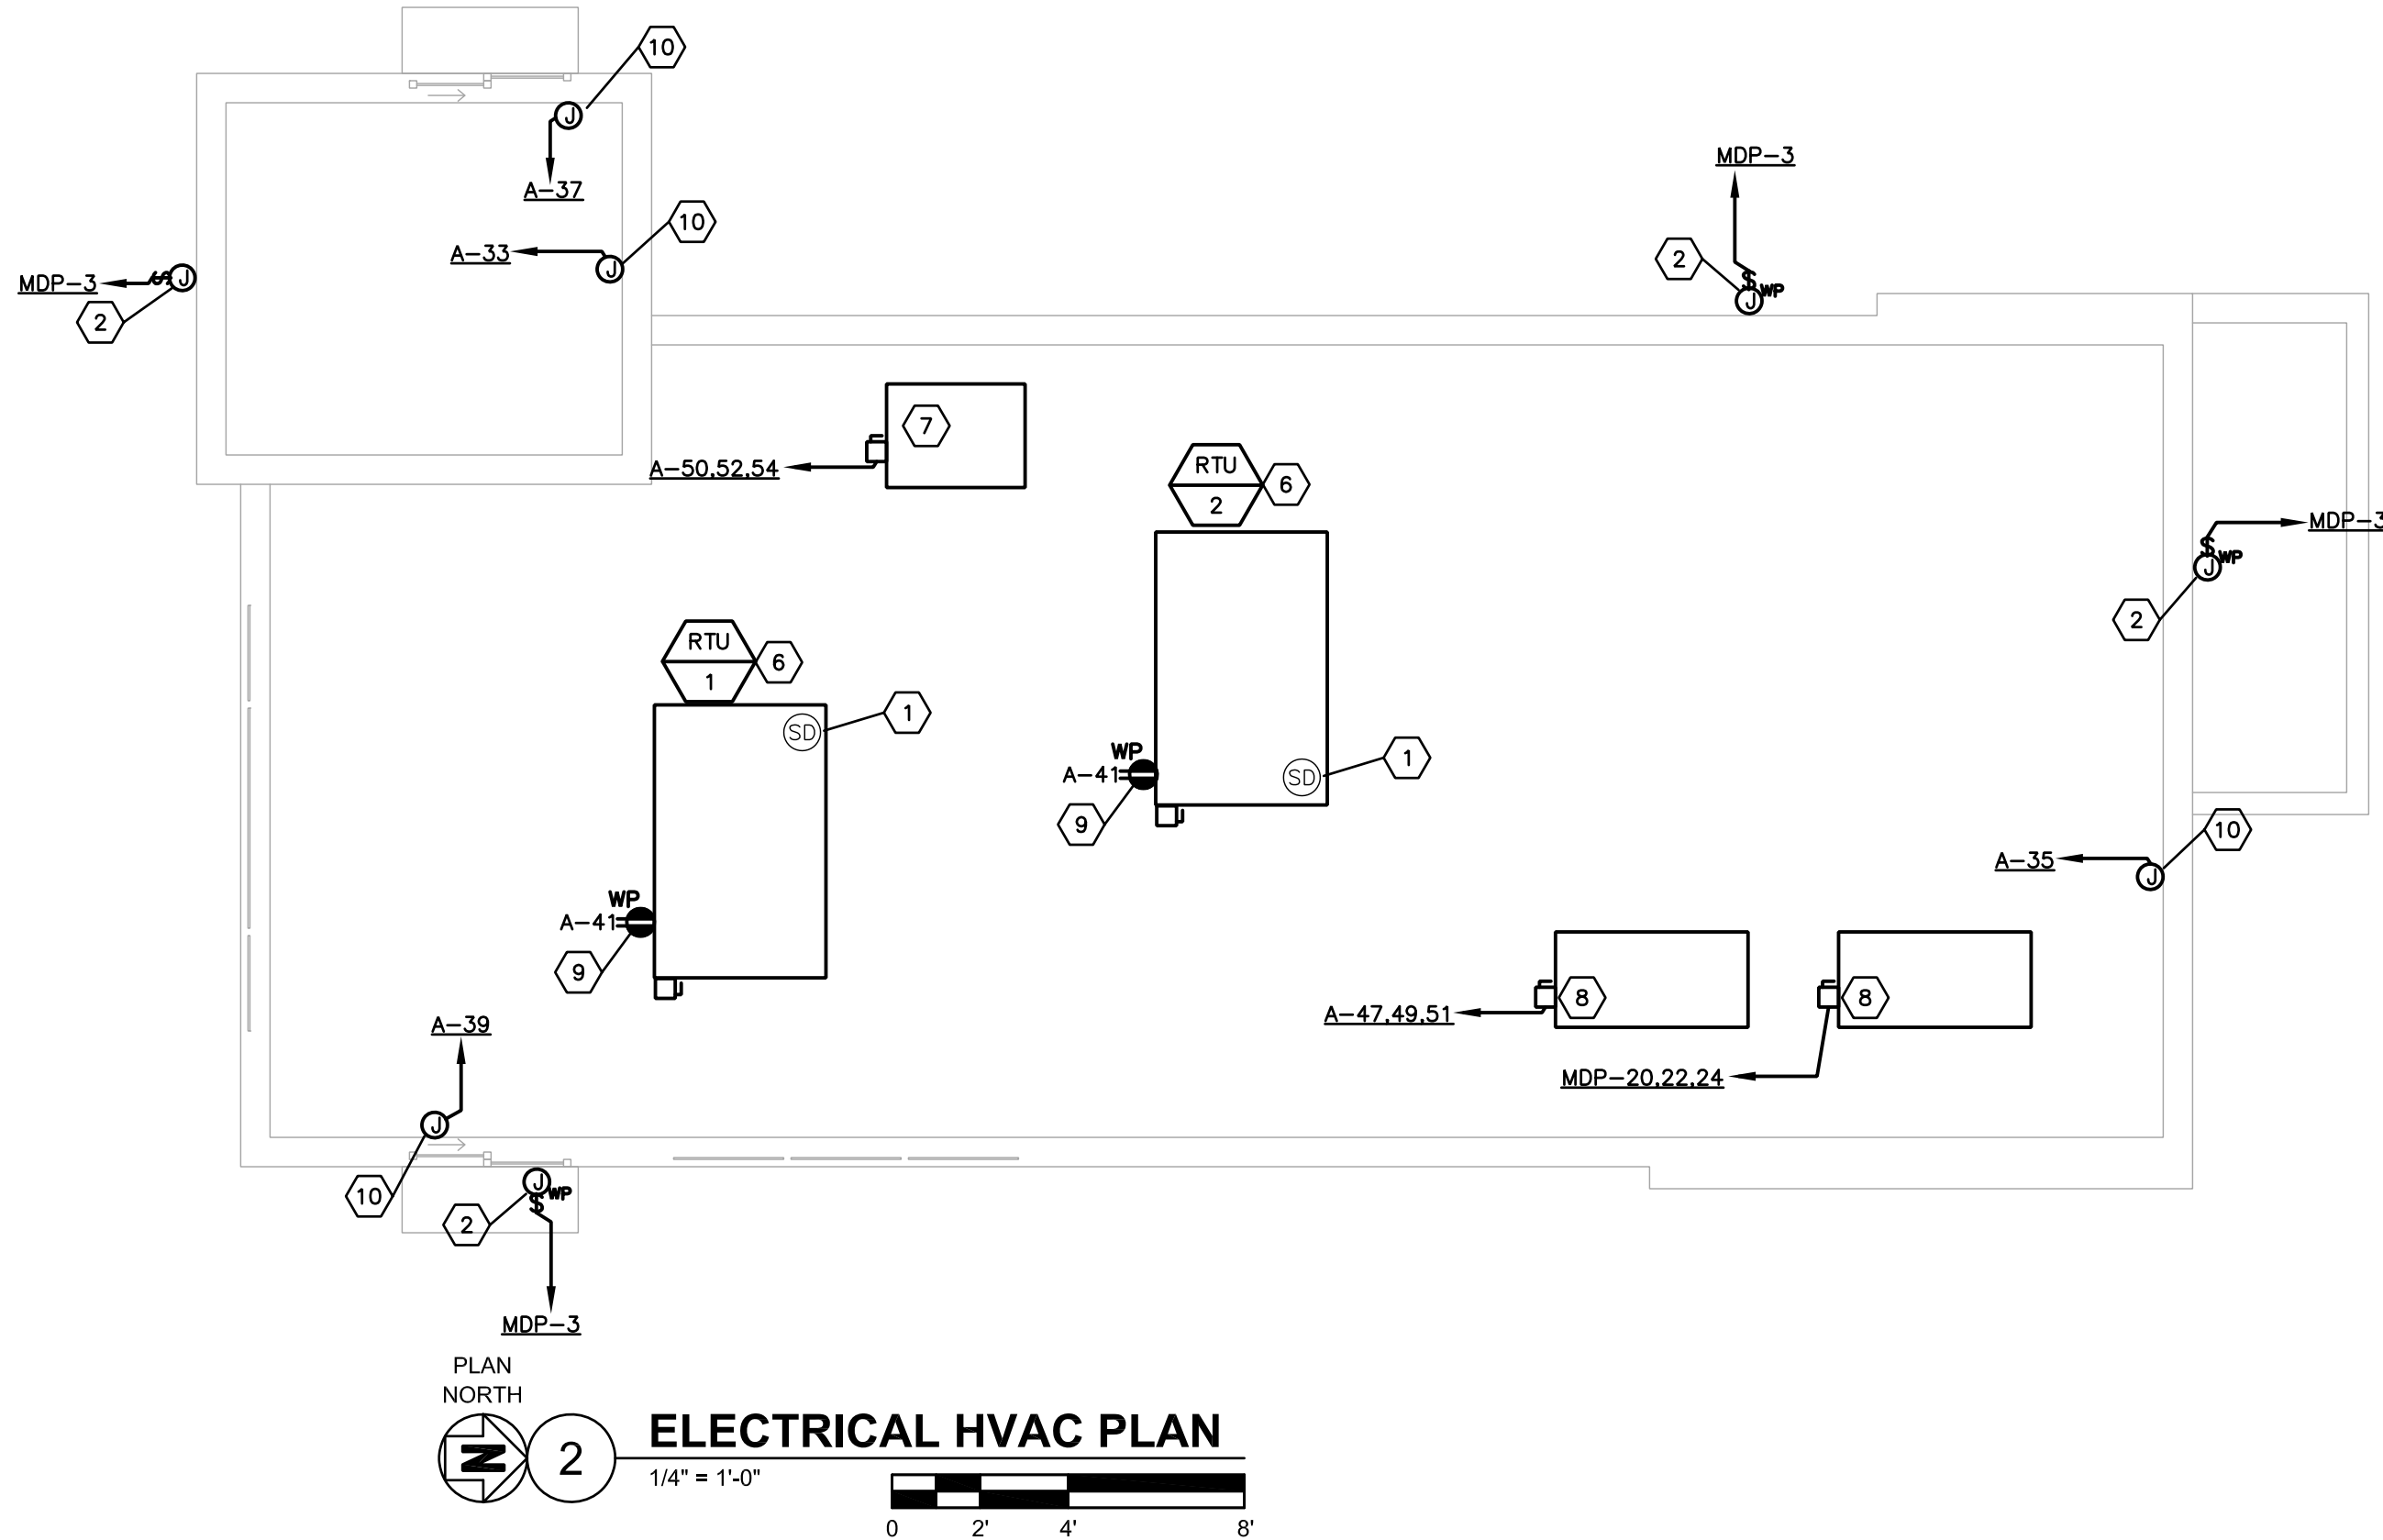 10
J
A-37
10
A-33
J
MDP-3
J
2
MDP-3
2
WP
J
7
A-50,52,54
RTU
2
6
MDP-3
WP
J
2
RTU
1
6
SD
1
WP
A-41
SD
1
9
10
A-35
J
WP
A-41
9
8
8
A-47,49,51
MDP-20,22,24
A-39
J
10
J
WP
2
MDP-3
PLAN
NORTH
N
2
ELECTRICAL HVAC PLAN
1/4" = 1'-0"
0 2' 4' 8'